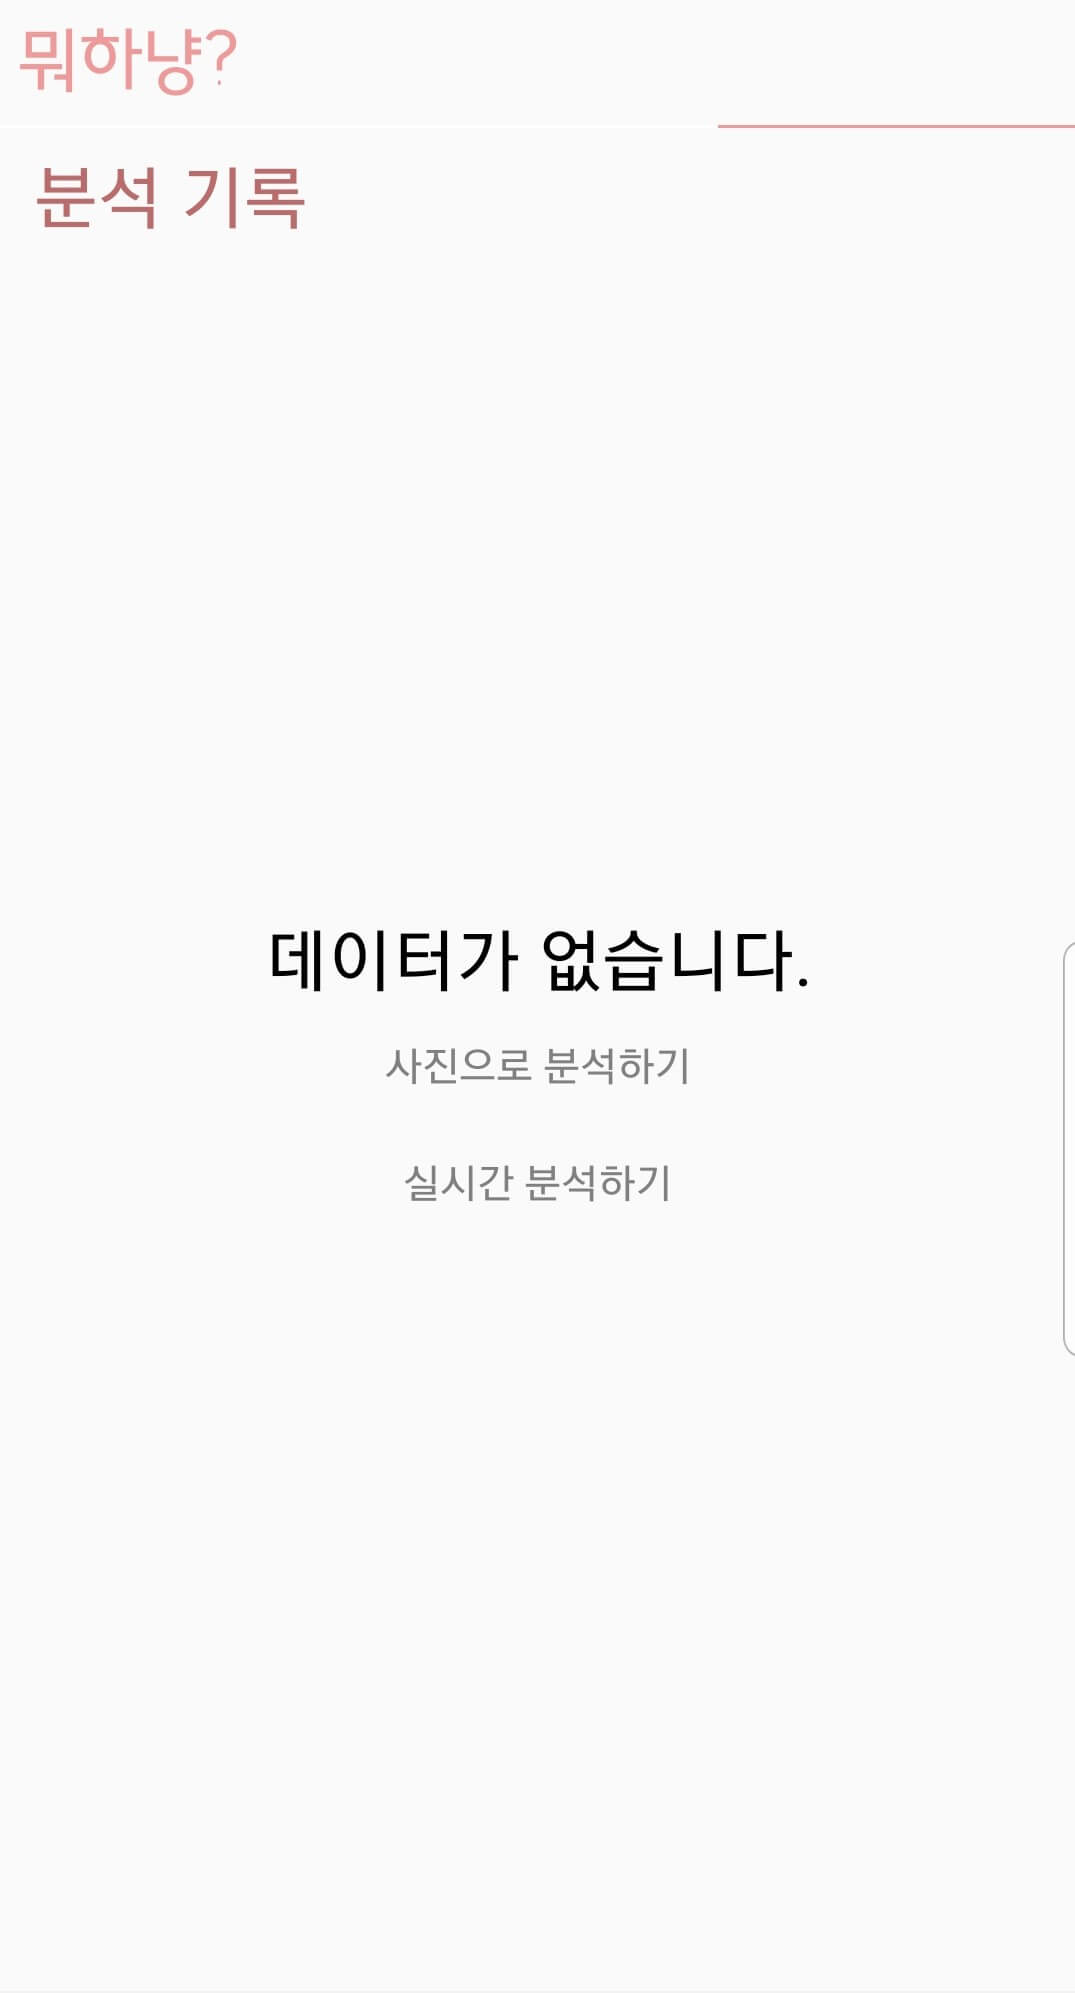 뭐하냥?
분석 기록
데이터가 없습니다.
사진으로 분석하기
실시간 분석하기